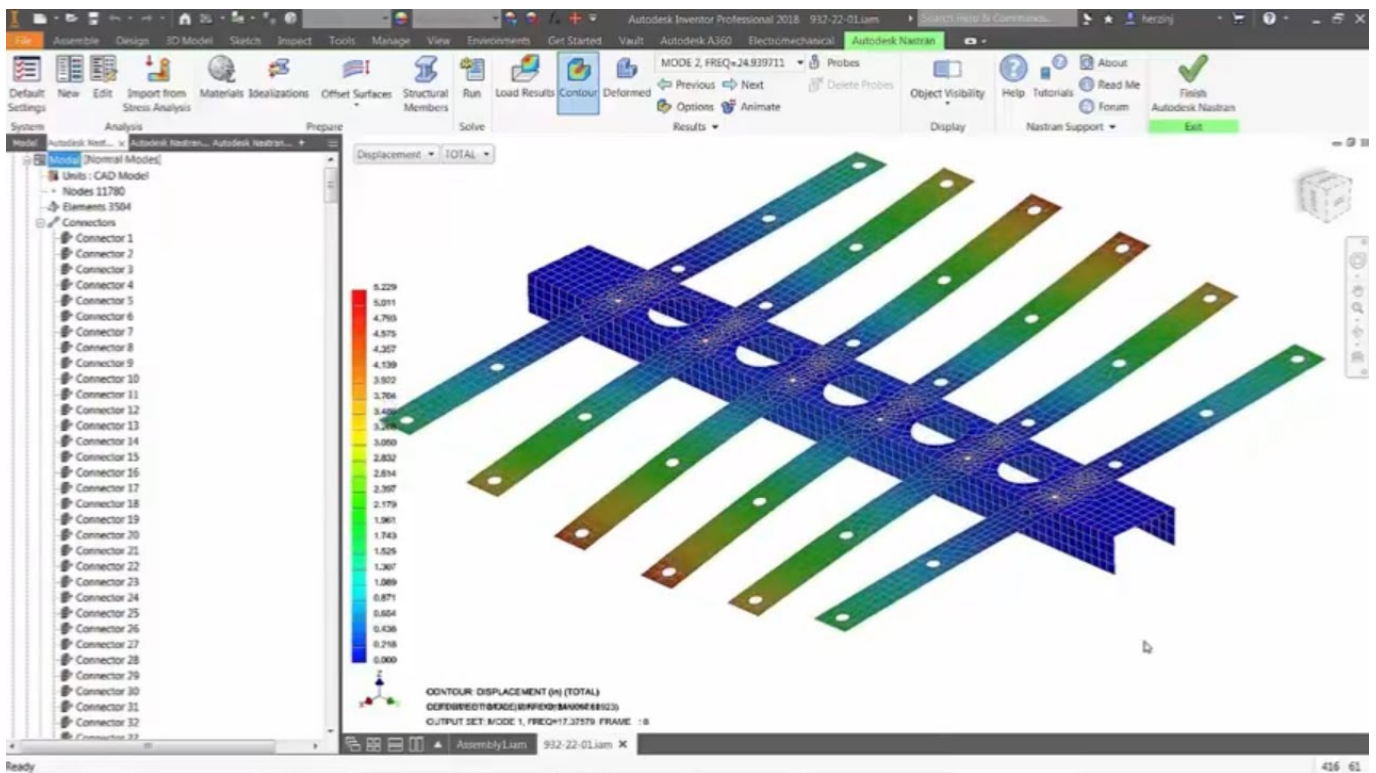 Autodesk Inventor Professional 2018 932-22-01.iam
Search Help & Commands...
herzinj
File Assemble Design 3D Model Sketch Inspect Tools Manage View Environments Get Started Vault Autodesk A360 Electromechanical Autodesk Nastran
MODE 2, FREQ=24.939711
Probes
About
Previous Next
Delete Probes
Read Me
Default Settings
New
Edit
Import from Stress Analysis
Materials
Idealizations
Offset Surfaces
Structural Members
Run
Load Results
Contour
Deformed
Options
Animate
Object Visibility
Help
Tutorials
Forum
Finish Autodesk Nastran
System Analysis Prepare Solve Results Display Nastran Support Exit
Model Autodesk Nast... x Autodesk Nastran... Autodesk Nastran... +
Displacement TOTAL
Modal [Normal Modes]
Units : CAD Model
Nodes 11780
Elements 3504
Connectors
Connector 1
Connector 2
Connector 3
Connector 4
Connector 5
Connector 6
Connector 7
Connector 8
Connector 9
Connector 10
Connector 11
Connector 12
Connector 13
Connector 14
Connector 15
Connector 16
Connector 17
Connector 18
Connector 19
Connector 20
Connector 21
Connector 22
Connector 23
Connector 24
Connector 25
Connector 26
Connector 27
Connector 28
Connector 29
Connector 30
Connector 31
Connector 32
5.229
5.011
4.793
4.575
4.357
4.139
3.922
3.704
3.050
2.832
2.614
2.397
2.179
1.961
1.743
1.525
1.307
1.089
0.871
0.654
0.436
0.218
0.000
CONTOUR: DISPLACEMENT (in) (TOTAL)
OUTPUT SET: MODE 1, FREQ=17.37579 FRAME : 8
Assembly1.iam 932-22-01.iam
Ready
416 61